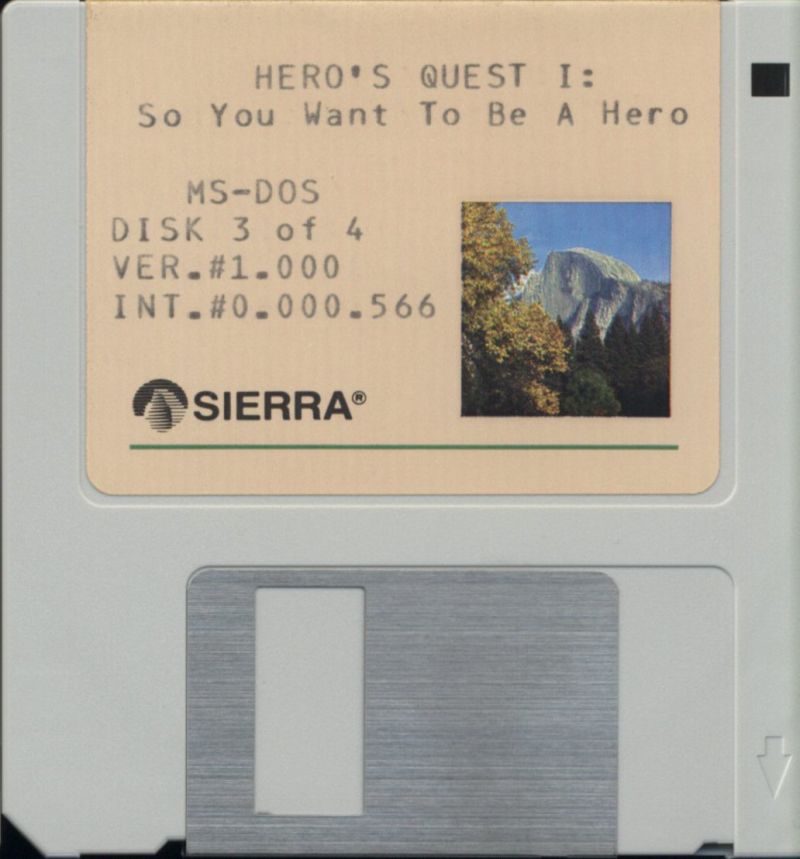 HERO'S QUEST I:
So You Want To Be A Hero
MS-DOS
DISK 3 of 4
VER.#1.000
INT.#0.000.566
SIERRA®